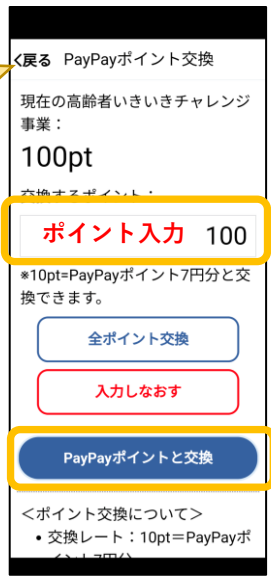 <戻る PayPayポイント交換
現在の高齢者いきいきチャレンジ
事業：
100pt
交換するポイント：
ポイント入力 100
*10pt=PayPayポイント7円分と交
換できます。
全ポイント交換
入力しなおす
PayPayポイントと交換
<ポイント交換について>
• 交換レート：10pt＝PayPayポ
イント7円分